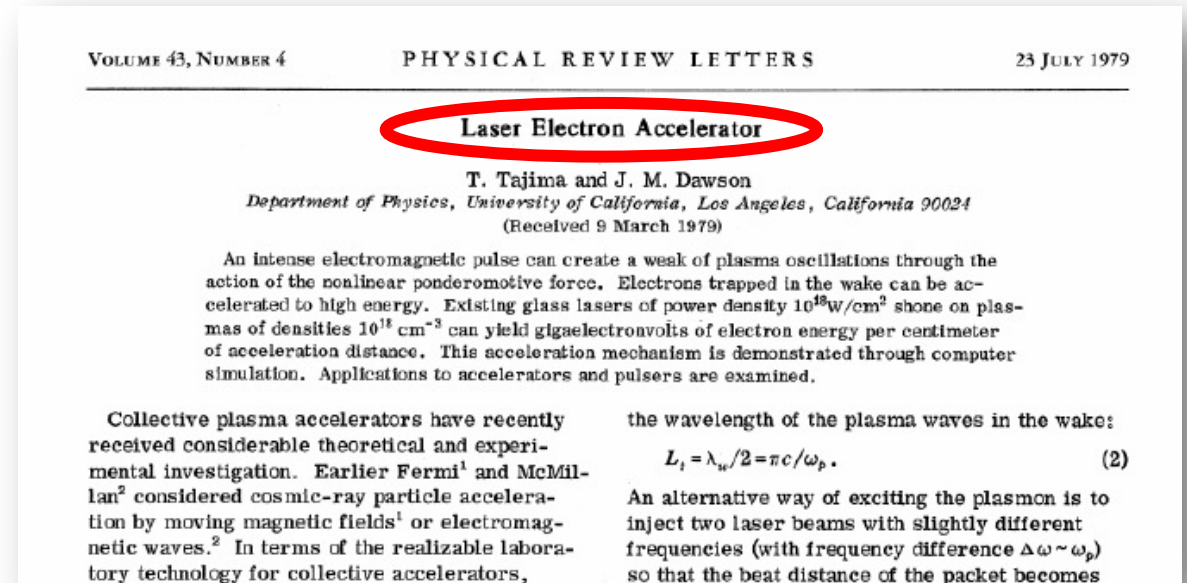 VOLUME 43, NUMBER 4 PHYSICAL REVIEW LETTERS 23 JULY 1979
Laser Electron Accelerator
T. Tajima and J. M. Dawson
Department of Physics, University of California, Los Angeles, California 90024
(Received 9 March 1979)
An intense electromagnetic pulse can create a weak of plasma oscillations through the
action of the nonlinear ponderomotive force. Electrons trapped in the wake can be ac-
celerated to high energy. Existing glass lasers of power density 10¹⁸W/cm² shone on plas-
mas of densities 10¹⁸ cm⁻³ can yield gigaelectronvolts of electron energy per centimeter
of acceleration distance. This acceleration mechanism is demonstrated through computer
simulation. Applications to accelerators and pulsers are examined.
Collective plasma accelerators have recently
received considerable theoretical and experi-
mental investigation. Earlier Fermi¹ and McMil-
lan² considered cosmic-ray particle accelera-
tion by moving magnetic fields¹ or electromag-
netic waves.² In terms of the realizable labora-
tory technology for collective accelerators,
the wavelength of the plasma waves in the wake:
Lₜ = λ_w/2 = πc/ω_p. (2)
An alternative way of exciting the plasmon is to
inject two laser beams with slightly different
frequencies (with frequency difference Δω ~ ω_p)
so that the beat distance of the packet becomes